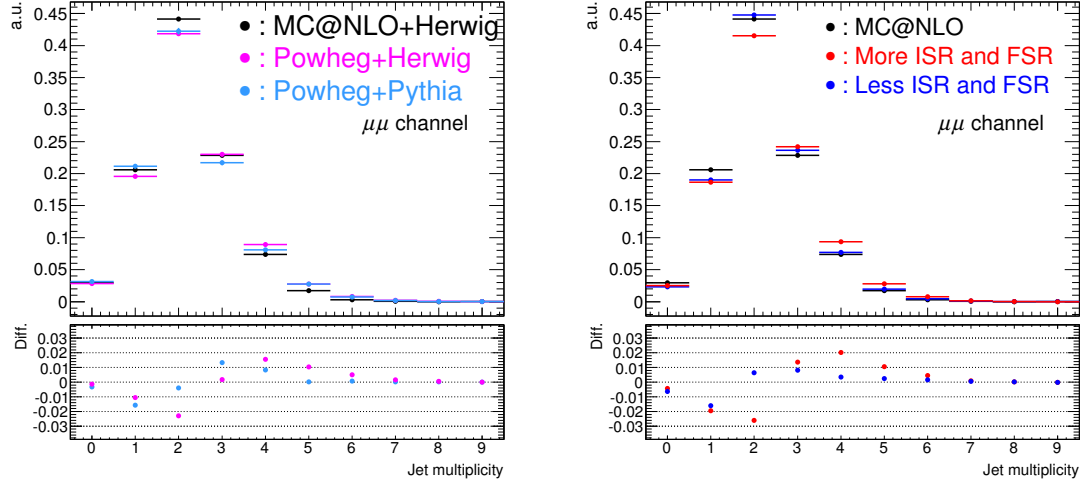 a.u.
0.45
0.4
0.35
0.3
0.25
0.2
0.15
0.1
0.05
0
: MC@NLO+Herwig
: Powheg+Herwig
: Powheg+Pythia
μμ channel
Diff.
0.03
0.02
0.01
0
-0.01
-0.02
-0.03
0 1 2 3 4 5 6 7 8 9
Jet multiplicity
a.u.
0.45
0.4
0.35
0.3
0.25
0.2
0.15
0.1
0.05
0
: MC@NLO
: More ISR and FSR
: Less ISR and FSR
μμ channel
Diff.
0.03
0.02
0.01
0
-0.01
-0.02
-0.03
0 1 2 3 4 5 6 7 8 9
Jet multiplicity